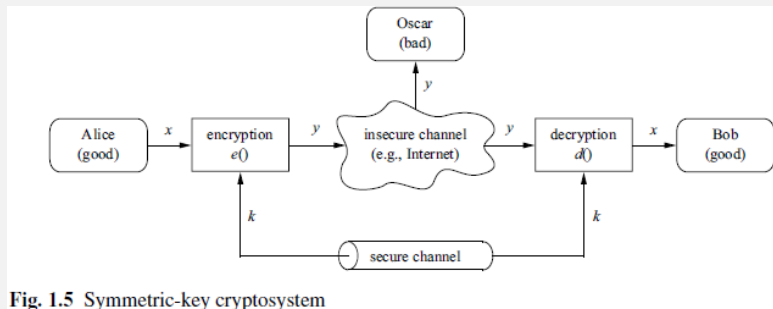 Oscar
(bad)
y
Alice
(good)
x
encryption
e()
y
insecure channel
(e.g., Internet)
y
decryption
d()
x
Bob
(good)
k
k
secure channel
Fig. 1.5 Symmetric-key cryptosystem